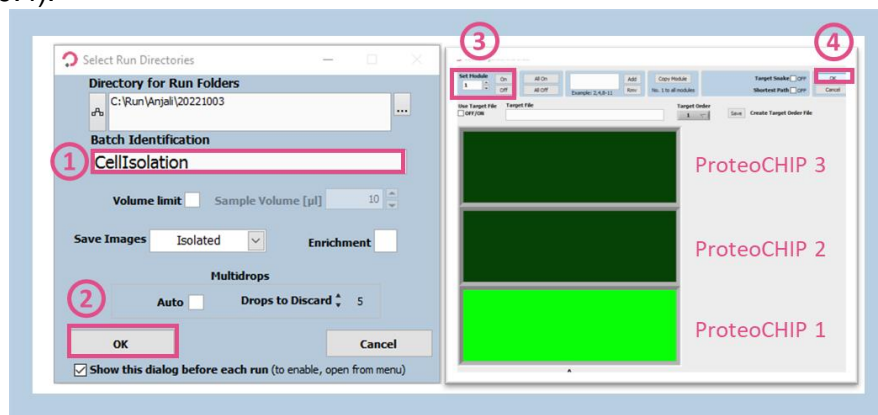 3
4
Select Run Directories
Directory for Run Folders
C:\Run\Anjali\20221003
...
Batch Identification
1
CellIsolation
Volume limit
Sample Volume [µl]
10
Save Images
Isolated
Enrichment
Multidrops
2
Auto
Drops to Discard
5
OK
Cancel
Show this dialog before each run (to enable, open from menu)
Set Module
1
On
Off
All On
All Off
Example: 2,4,8-11
Add
Copy Module
No. 1 to all modules
Target Snake OFF
Shortest Path OFF
OK
Cancel
Use Target File
OFF/ON
Target File
Target Order
1
Save
Create Target Order File
ProteoCHIP 3
ProteoCHIP 2
ProteoCHIP 1